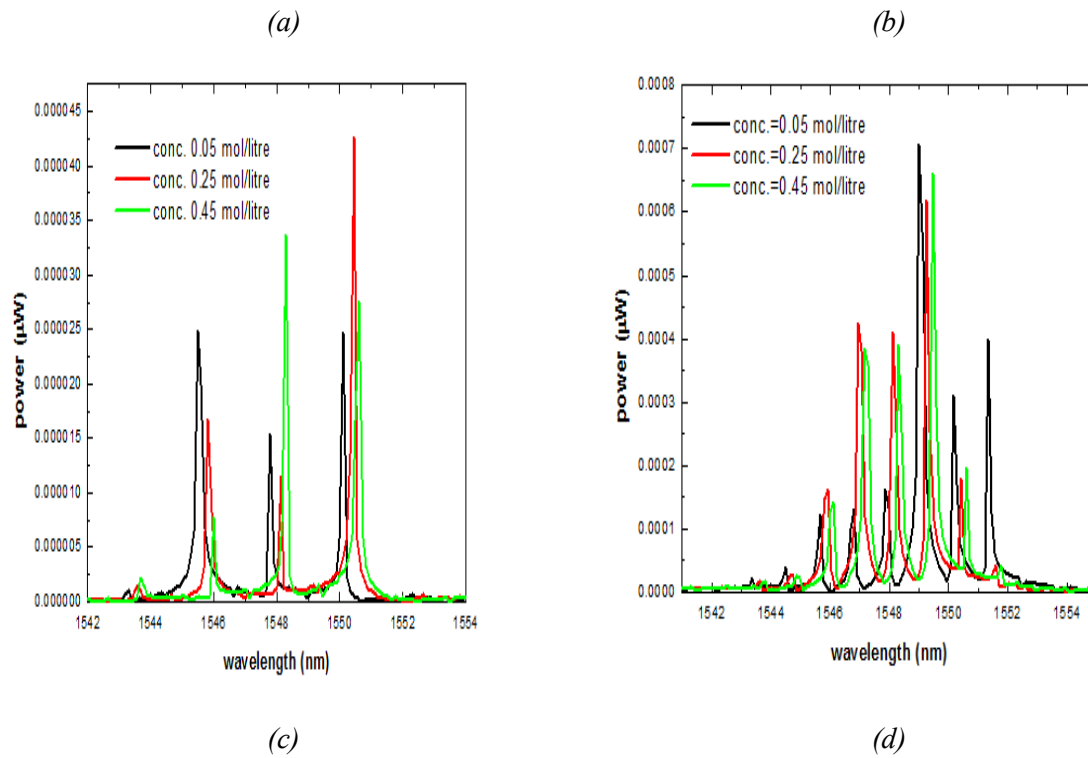 (a)
(b)
0.000045
0.000040
0.000035
0.000030
0.000025
0.000020
0.000015
0.000010
0.000005
0.000000
power (µW)
conc. 0.05 mol/litre
conc. 0.25 mol/litre
conc. 0.45 mol/litre
1542 1544 1546 1548 1550 1552 1554
wavelength (nm)
0.0008
0.0007
0.0006
0.0005
0.0004
0.0003
0.0002
0.0001
0.0000
power (µW)
conc.=0.05 mol/litre
conc.=0.25 mol/litre
conc.=0.45 mol/litre
1542 1544 1546 1548 1550 1552 1554
wavelength (nm)
(c)
(d)